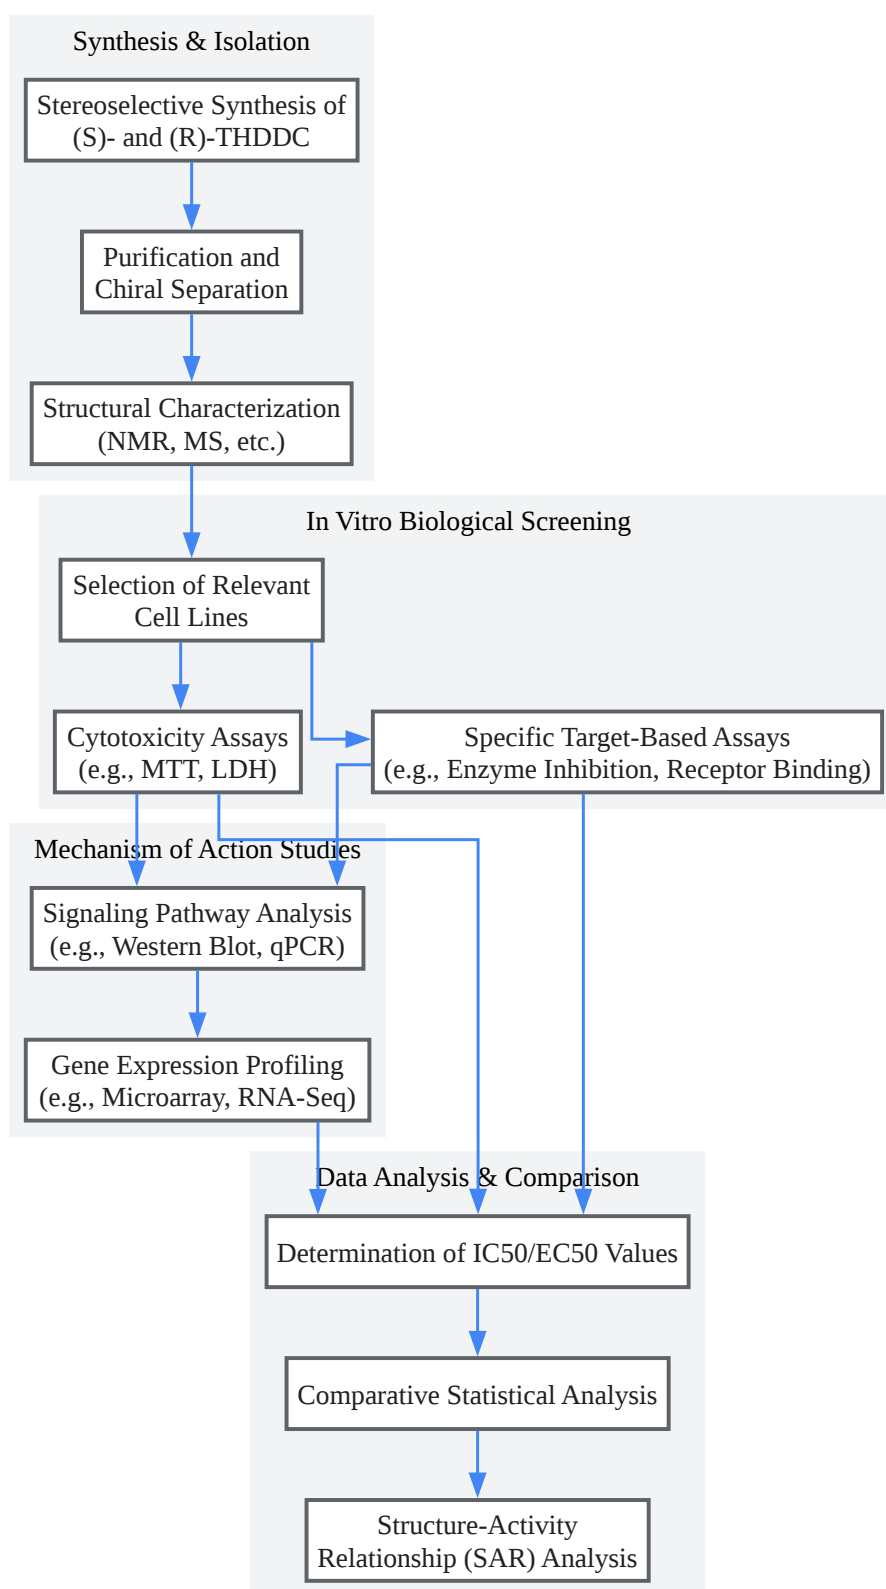 Synthesis & Isolation
Stereoselective Synthesis of
(S)- and (R)-THDDC
Purification and
Chiral Separation
Structural Characterization
(NMR, MS, etc.)
In Vitro Biological Screening
Selection of Relevant
Cell Lines
Cytotoxicity Assays
(e.g., MTT, LDH)
Specific Target-Based Assays
(e.g., Enzyme Inhibition, Receptor Binding)
Mechanism of Action Studies
Signaling Pathway Analysis
(e.g., Western Blot, qPCR)
Gene Expression Profiling
(e.g., Microarray, RNA-Seq)
Data Analysis & Comparison
Determination of IC50/EC50 Values
Comparative Statistical Analysis
Structure-Activity
Relationship (SAR) Analysis